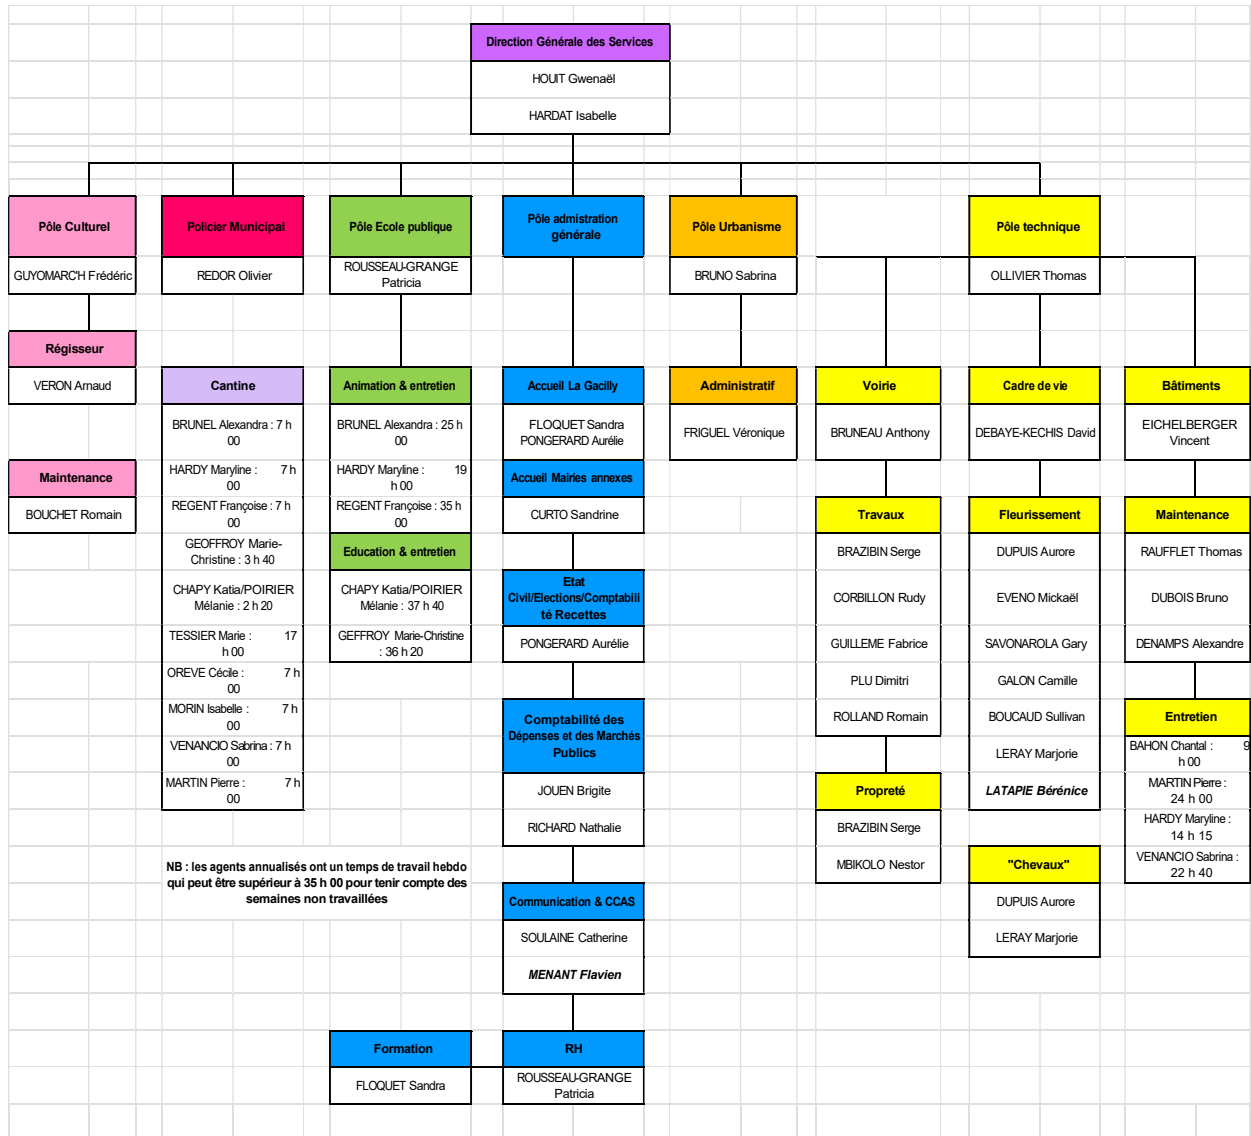 Direction Générale des Services
HOUIT Gwenaël
HARDAT Isabelle
Pôle Culturel
GUYOMARC'H Frédéric
Régisseur
VERON Arnaud
Maintenance
BOUCHET Romain
Policier Municipal
REDOR Olivier
Cantine
BRUNEL Alexandra : 7 h
00
HARDY Maryline : 7 h
00
REGENT Françoise : 7 h
00
GEOFFROY Marie-
Christine : 3 h 40
CHAPY Katia/POIRIER
Mélanie : 2 h 20
TESSIER Marie : 17
h 00
OREVE Cécile : 7 h
00
MORIN Isabelle : 7 h
00
VENANCIO Sabrina : 7 h
00
MARTIN Pierre : 7 h
00
NB : les agents annualisés ont un temps de travail hebdo
qui peut être supérieur à 35 h 00 pour tenir compte des
semaines non travaillées
Pôle Ecole publique
ROUSSEAU-GRANGE
Patricia
Animation & entretien
BRUNEL Alexandra : 25 h
00
HARDY Maryline : 19
h 00
REGENT Françoise : 35 h
00
Education & entretien
CHAPY Katia/POIRIER
Mélanie : 37 h 40
GEFFROY Marie-Christine
: 36 h 20
Pôle admistration
générale
Accueil La Gacilly
FLOQUET Sandra
PONGERARD Aurélie
Accueil Mairies annexes
CURTO Sandrine
Etat
Civil/Elections/Comptabili
té Recettes
PONGERARD Aurélie
Comptabilité des
Dépenses et des Marchés
Publics
JOUEN Brigite
RICHARD Nathalie
Communication & CCAS
SOULAINE Catherine
MENANT Flavien
Formation
FLOQUET Sandra
RH
ROUSSEAU-GRANGE
Patricia
Pôle Urbanisme
BRUNO Sabrina
Administratif
FRIGUEL Véronique
Pôle technique
OLLIVIER Thomas
Voirie
BRUNEAU Anthony
Travaux
BRAZIBIN Serge
CORBILLON Rudy
GUILLEME Fabrice
PLU Dimitri
ROLLAND Romain
Propreté
BRAZIBIN Serge
MBIKOLO Nestor
Cadre de vie
DEBAYE-KECHIS David
Fleurissement
DUPUIS Aurore
EVENO Mickaël
SAVONAROLA Gary
GALON Camille
BOUCAUD Sullivan
LERAY Marjorie
LATAPIE Bérénice
"Chevaux"
DUPUIS Aurore
LERAY Marjorie
Bâtiments
EICHELBERGER
Vincent
Maintenance
RAUFFLET Thomas
DUBOIS Bruno
DENAMPS Alexandre
Entretien
BAHON Chantal : 9
h 00
MARTIN Pierre :
24 h 00
HARDY Maryline :
14 h 15
VENANCIO Sabrina :
22 h 40